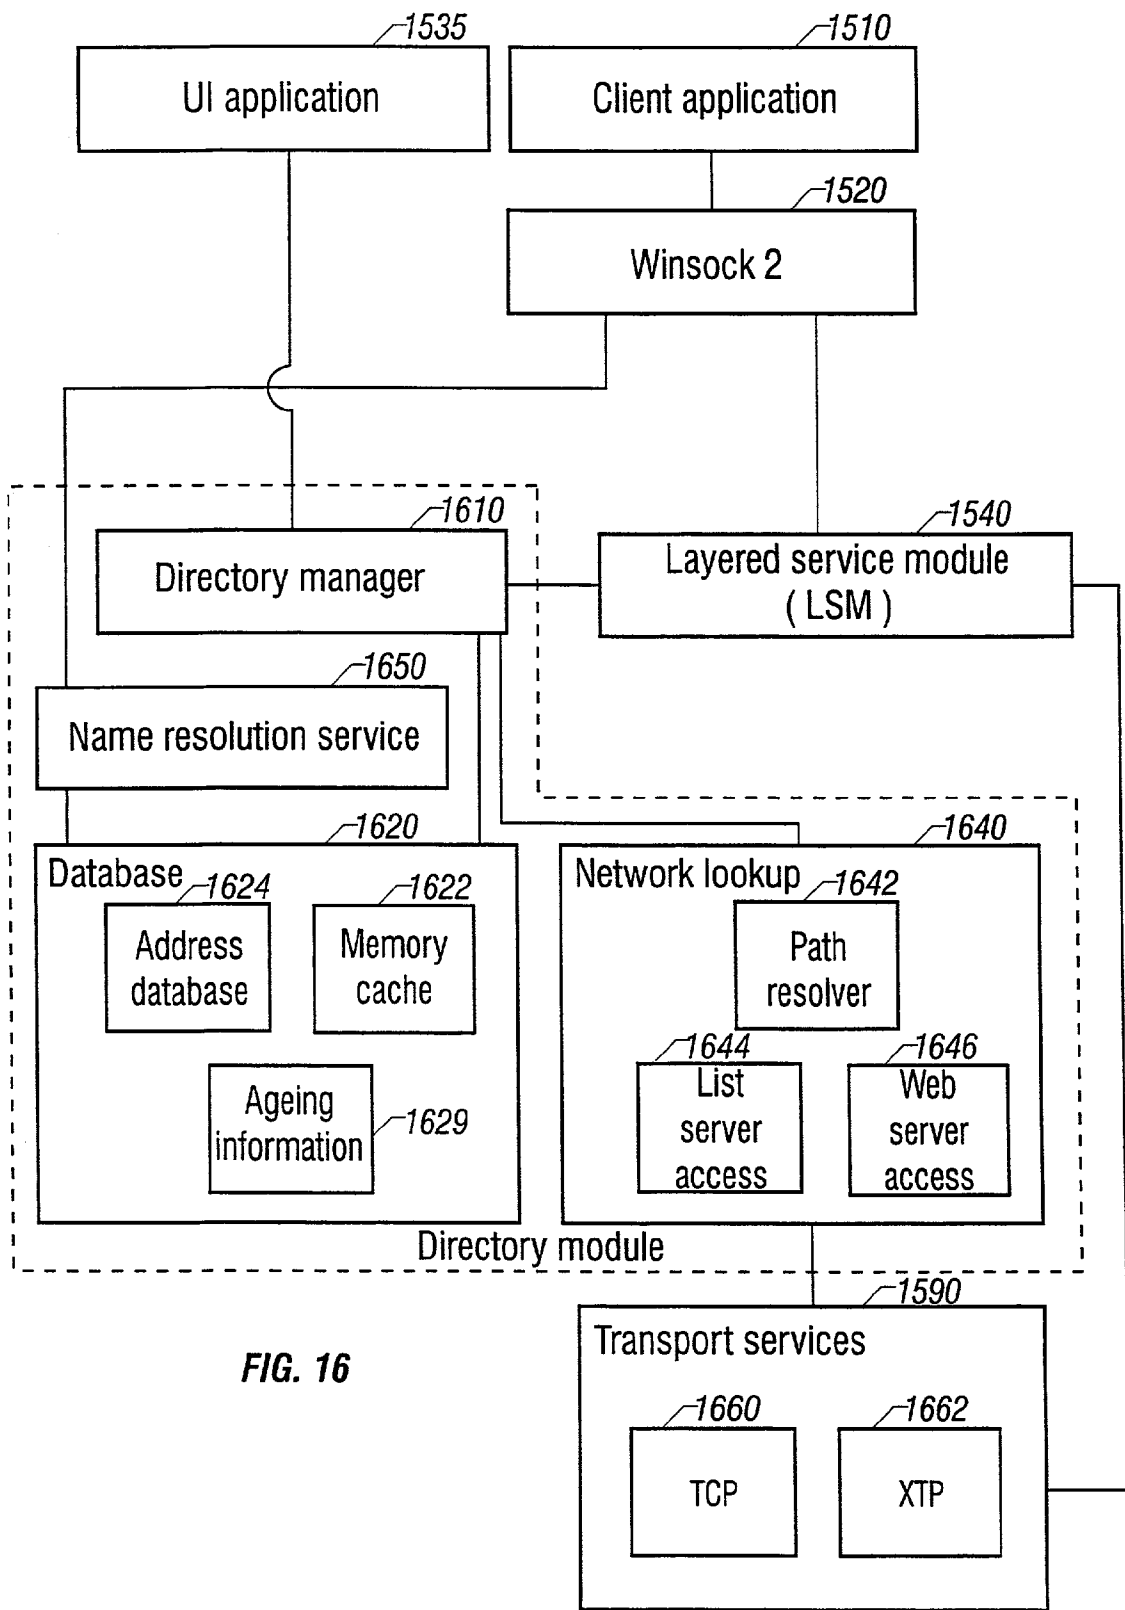 1535
UI application
1510
Client application
1520
Winsock 2
1610
Directory manager
1540
Layered service module
( LSM )
1650
Name resolution service
1620
Database
1624
Address
database
1622
Memory
cache
Ageing
information
1629
1640
Network lookup
1642
Path
resolver
1644
List
server
access
1646
Web
server
access
Directory module
1590
Transport services
1660
TCP
1662
XTP
FIG. 16